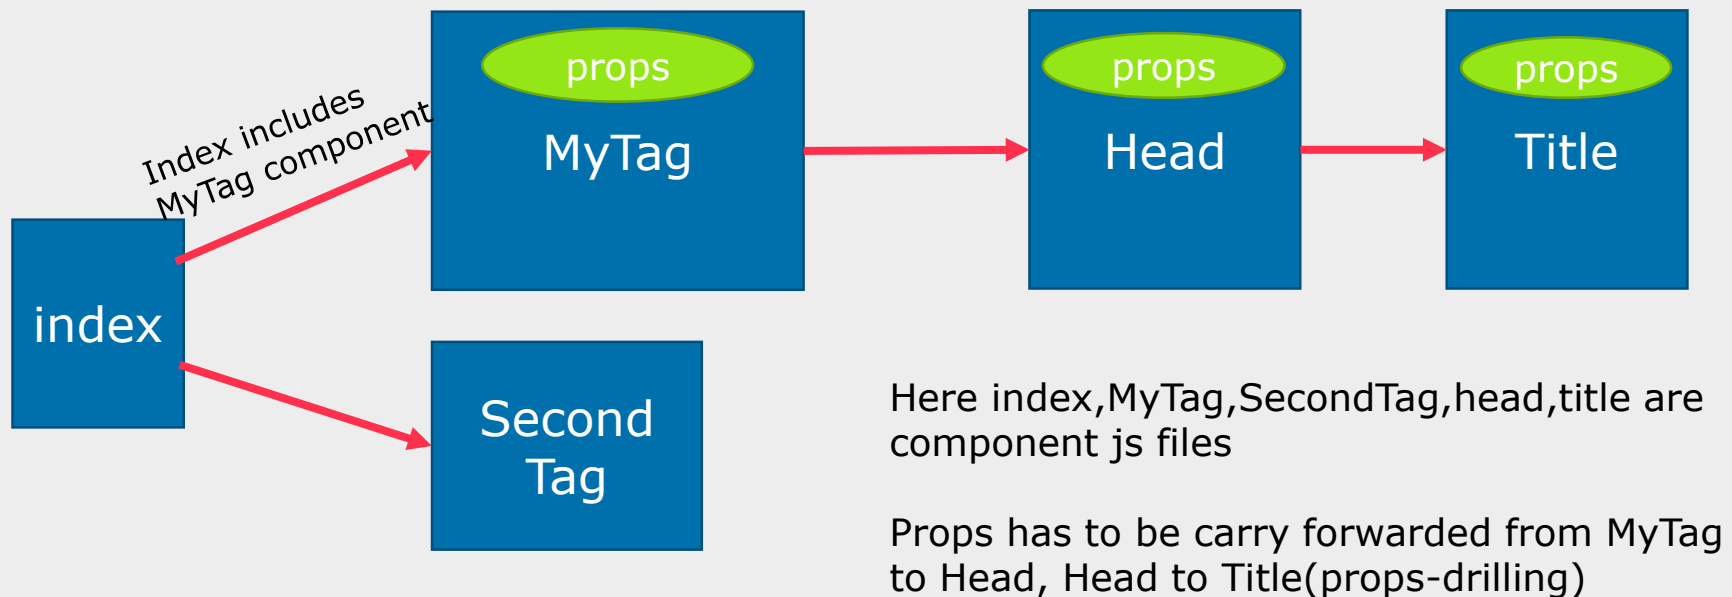 props
MyTag
props
Head
props
Title
Index includes
MyTag component
index
Second
Tag
Here index,MyTag,SecondTag,head,title are
component js files
Props has to be carry forwarded from MyTag
to Head, Head to Title(props-drilling)